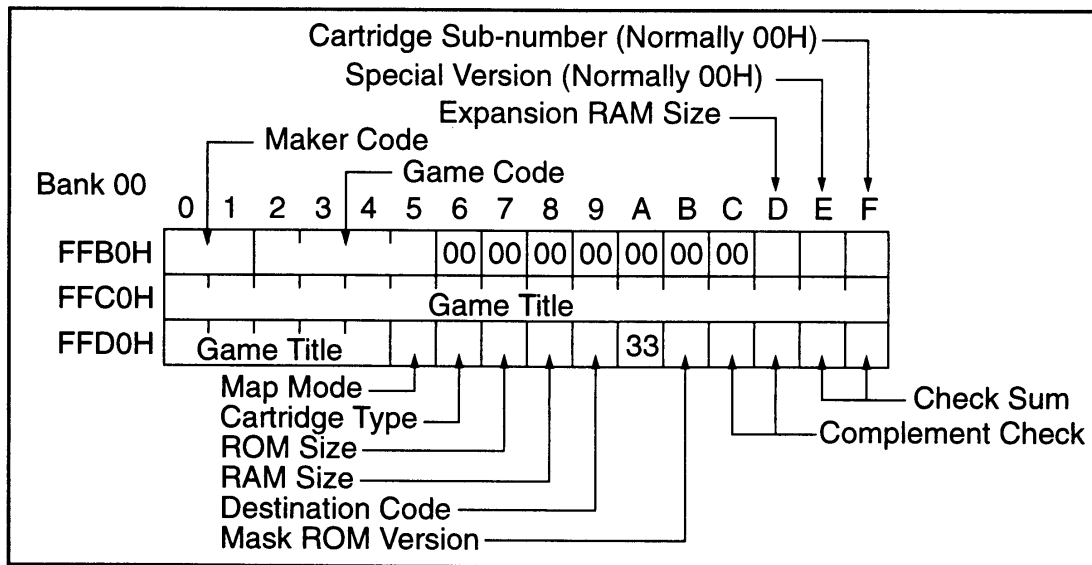 Cartridge Sub-number (Normally 00H)
Special Version (Normally 00H)
Expansion RAM Size
Maker Code
Game Code
Bank 00
0 1 2 3 4 5 6 7 8 9 A B C D E F
FFB0H 00 00 00 00 00 00 00
FFC0H Game Title
FFD0H Game Title 33
Map Mode
Cartridge Type
ROM Size
RAM Size
Destination Code
Mask ROM Version
Check Sum
Complement Check